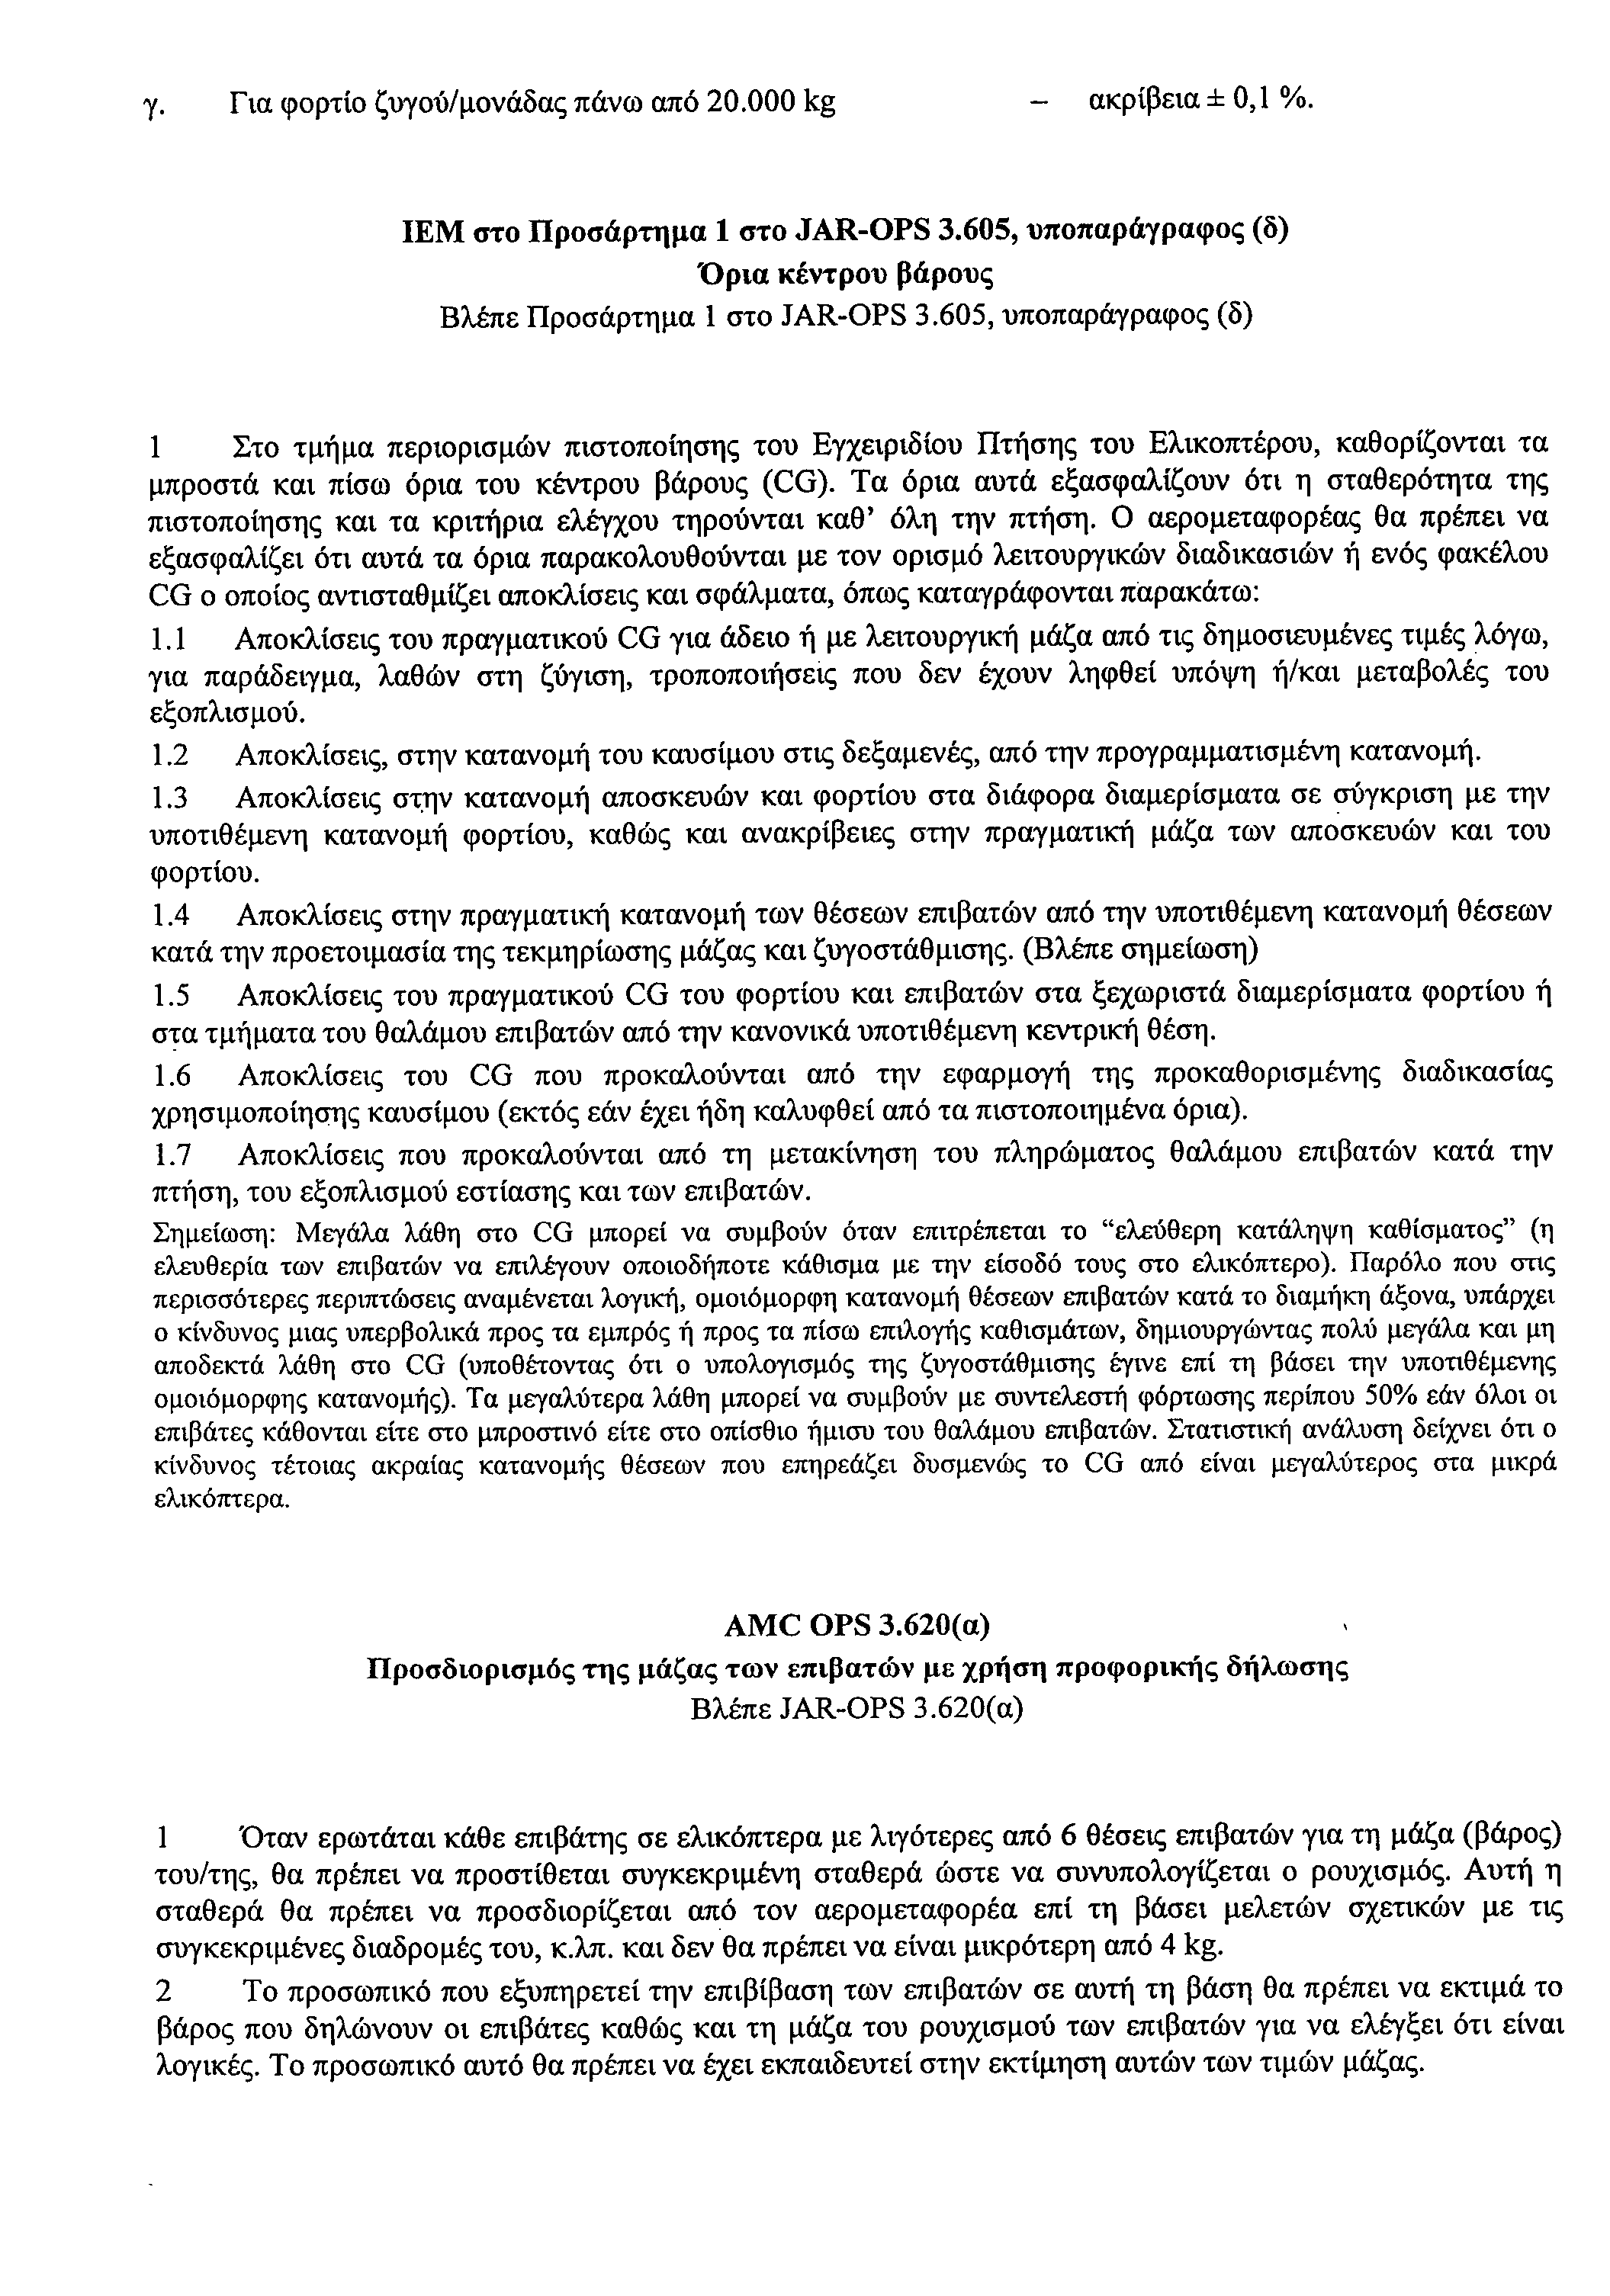 γ. Για φορτίο ζυγού/μονάδας πάνω από 20.000 kg – ακρίβεια ± 0,1 %.
ΙΕΜ στο Προσάρτημα 1 στο JAR-OPS 3.605, υποπαράγραφος (δ)
Όρια κέντρου βάρους
Βλέπε Προσάρτημα 1 στο JAR-OPS 3.605, υποπαράγραφος (δ)
1 Στο τμήμα περιορισμών πιστοποίησης του Εγχειριδίου Πτήσης του Ελικοπτέρου, καθορίζονται τα
μπροστά και πίσω όρια του κέντρου βάρους (CG). Τα όρια αυτά εξασφαλίζουν ότι η σταθερότητα της
πιστοποίησης και τα κριτήρια ελέγχου τηρούνται καθ’ όλη την πτήση. Ο αερομεταφορέας θα πρέπει να
εξασφαλίζει ότι αυτά τα όρια παρακολουθούνται με τον ορισμό λειτουργικών διαδικασιών ή ενός φακέλου
CG ο οποίος αντισταθμίζει αποκλίσεις και σφάλματα, όπως καταγράφονται παρακάτω:
1.1 Αποκλίσεις του πραγματικού CG για άδειο ή με λειτουργική μάζα από τις δημοσιευμένες τιμές λόγω,
για παράδειγμα, λαθών στη ζύγιση, τροποποιήσεις που δεν έχουν ληφθεί υπόψη ή/και μεταβολές του
εξοπλισμού.
1.2 Αποκλίσεις, στην κατανομή του καυσίμου στις δεξαμενές, από την προγραμματισμένη κατανομή.
1.3 Αποκλίσεις στην κατανομή αποσκευών και φορτίου στα διάφορα διαμερίσματα σε σύγκριση με την
υποτιθέμενη κατανομή φορτίου, καθώς και ανακρίβειες στην πραγματική μάζα των αποσκευών και του
φορτίου.
1.4 Αποκλίσεις στην πραγματική κατανομή των θέσεων επιβατών από την υποτιθέμενη κατανομή θέσεων
κατά την προετοιμασία της τεκμηρίωσης μάζας και ζυγοστάθμισης. (Βλέπε σημείωση)
1.5 Αποκλίσεις του πραγματικού CG του φορτίου και επιβατών στα ξεχωριστά διαμερίσματα φορτίου ή
στα τμήματα του θαλάμου επιβατών από την κανονικά υποτιθέμενη κεντρική θέση.
1.6 Αποκλίσεις του CG που προκαλούνται από την εφαρμογή της προκαθορισμένης διαδικασίας
χρησιμοποίησης καυσίμου (εκτός εάν έχει ήδη καλυφθεί από τα πιστοποιημένα όρια).
1.7 Αποκλίσεις που προκαλούνται από τη μετακίνηση του πληρώματος θαλάμου επιβατών κατά την
πτήση, του εξοπλισμού εστίασης και των επιβατών.
Σημείωση: Μεγάλα λάθη στο CG μπορεί να συμβούν όταν επιτρέπεται το “ελεύθερη κατάληψη καθίσματος” (η
ελευθερία των επιβατών να επιλέγουν οποιοδήποτε κάθισμα με την είσοδό τους στο ελικόπτερο). Παρόλο που στις
περισσότερες περιπτώσεις αναμένεται λογική, ομοιόμορφη κατανομή θέσεων επιβατών κατά το διαμήκη άξονα, υπάρχει
ο κίνδυνος μιας υπερβολικά προς τα εμπρός ή προς τα πίσω επιλογής καθισμάτων, δημιουργώντας πολύ μεγάλα και μη
αποδεκτά λάθη στο CG (υποθέτοντας ότι ο υπολογισμός της ζυγοστάθμισης έγινε επί τη βάσει την υποτιθέμενης
ομοιόμορφης κατανομής). Τα μεγαλύτερα λάθη μπορεί να συμβούν με συντελεστή φόρτωσης περίπου 50% εάν όλοι οι
επιβάτες κάθονται είτε στο μπροστινό είτε στο οπίσθιο ήμισυ του θαλάμου επιβατών. Στατιστική ανάλυση δείχνει ότι ο
κίνδυνος τέτοιας ακραίας κατανομής θέσεων που επηρεάζει δυσμενώς το CG από είναι μεγαλύτερος στα μικρά
ελικόπτερα.
AMC OPS 3.620(α)
Προσδιορισμός της μάζας των επιβατών με χρήση προφορικής δήλωσης
Βλέπε JAR-OPS 3.620(α)
1 Όταν ερωτάται κάθε επιβάτης σε ελικόπτερα με λιγότερες από 6 θέσεις επιβατών για τη μάζα (βάρος)
του/της, θα πρέπει να προστίθεται συγκεκριμένη σταθερά ώστε να συνυπολογίζεται ο ρουχισμός. Αυτή η
σταθερά θα πρέπει να προσδιορίζεται από τον αερομεταφορέα επί τη βάσει μελετών σχετικών με τις
συγκεκριμένες διαδρομές του, κ.λπ. και δεν θα πρέπει να είναι μικρότερη από 4 kg.
2 Το προσωπικό που εξυπηρετεί την επιβίβαση των επιβατών σε αυτή τη βάση θα πρέπει να εκτιμά το
βάρος που δηλώνουν οι επιβάτες καθώς και τη μάζα του ρουχισμού των επιβατών για να ελέγξει ότι είναι
λογικές. Το προσωπικό αυτό θα πρέπει να έχει εκπαιδευτεί στην εκτίμηση αυτών των τιμών μάζας.